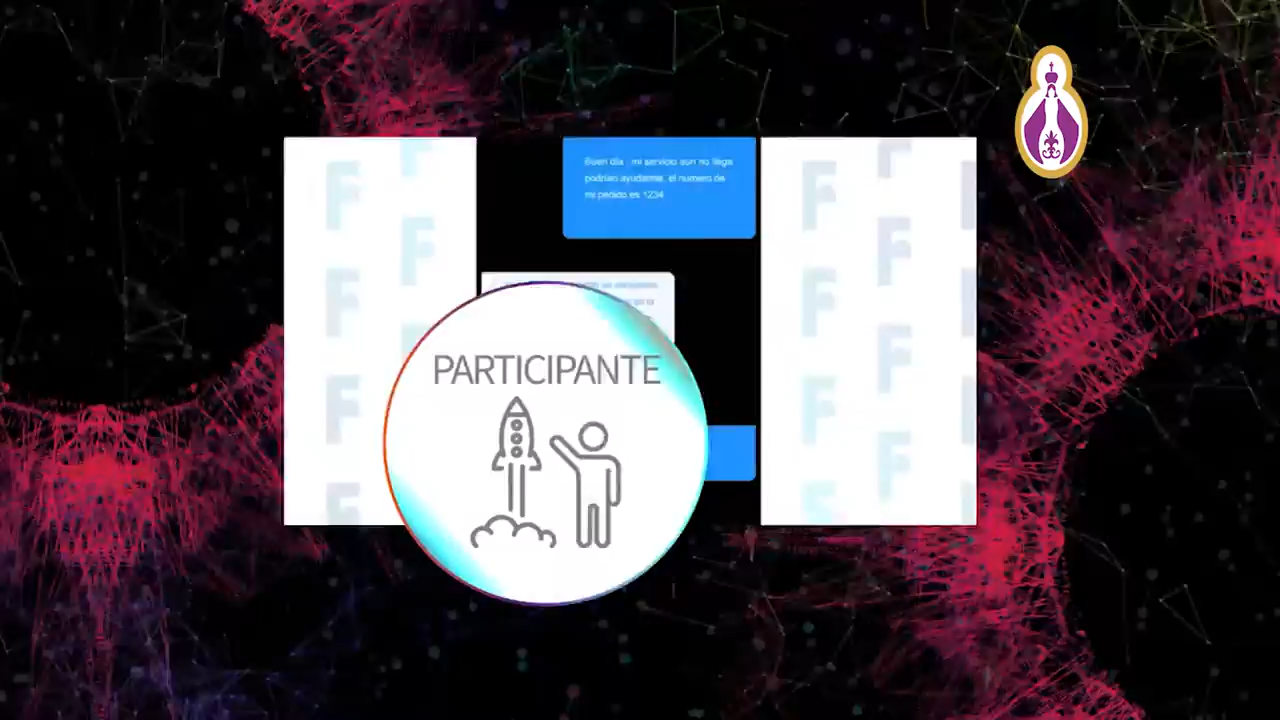 Buen día mi servicio aun no llega
podrían ayudarme, el numero de
mi pedido es 1234
PARTICIPANTE